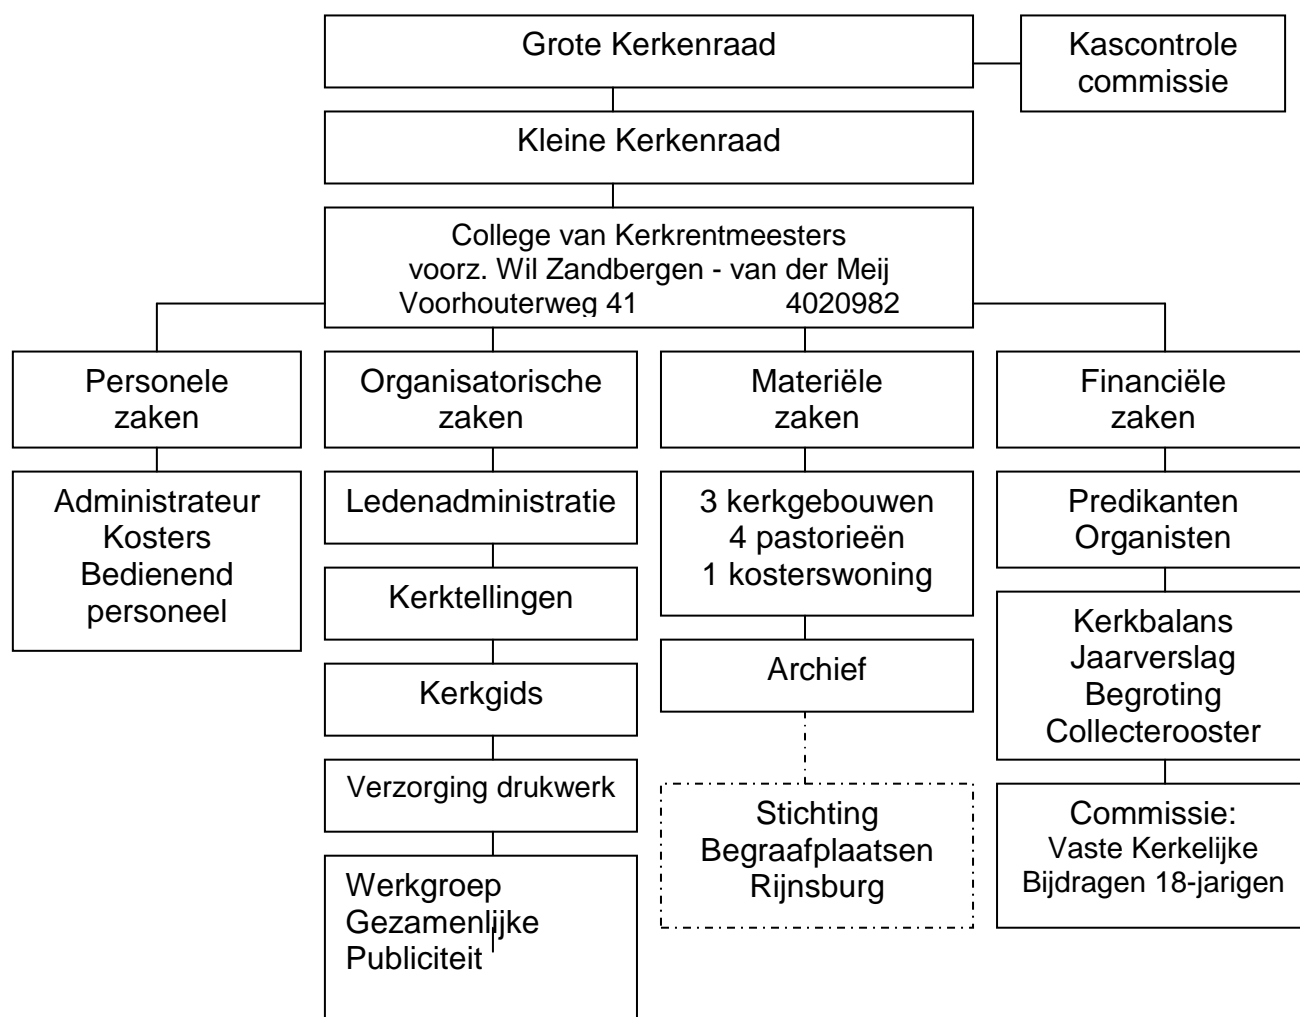 Grote Kerkenraad
Kascontrole
commissie
Kleine Kerkenraad
College van Kerkrentmeesters
voorz. Wil Zandbergen - van der Meij
Voorhouterweg 41 4020982
Personele
zaken
Organisatorische
zaken
Materiële
zaken
Financiële
zaken
Administrateur
Kosters
Bedienend
personeel
Ledenadministratie
Kerktellingen
Kerkgids
Verzorging drukwerk
Werkgroep
Gezamenlijke
Publiciteit
3 kerkgebouwen
4 pastorieën
1 kosterswoning
Archief
Stichting
Begraafplaatsen
Rijnsburg
Predikanten
Organisten
Kerkbalans
Jaarverslag
Begroting
Collecterooster
Commissie:
Vaste Kerkelijke
Bijdragen 18-jarigen